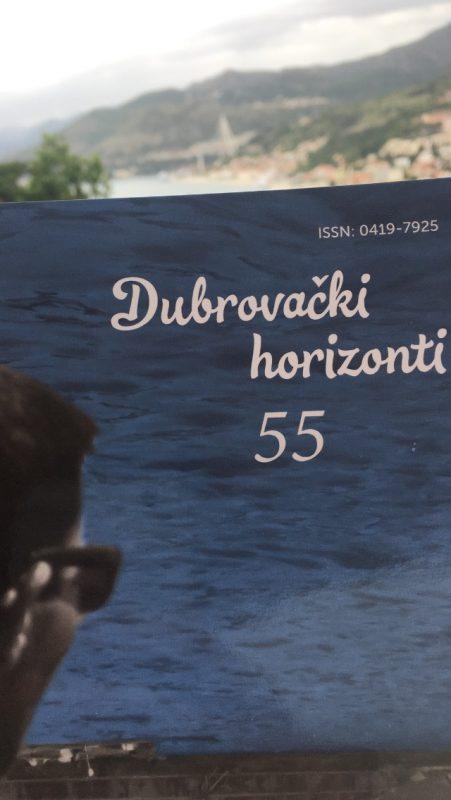 ISSN: 0419-7925
Dubrovački
horizonti
55